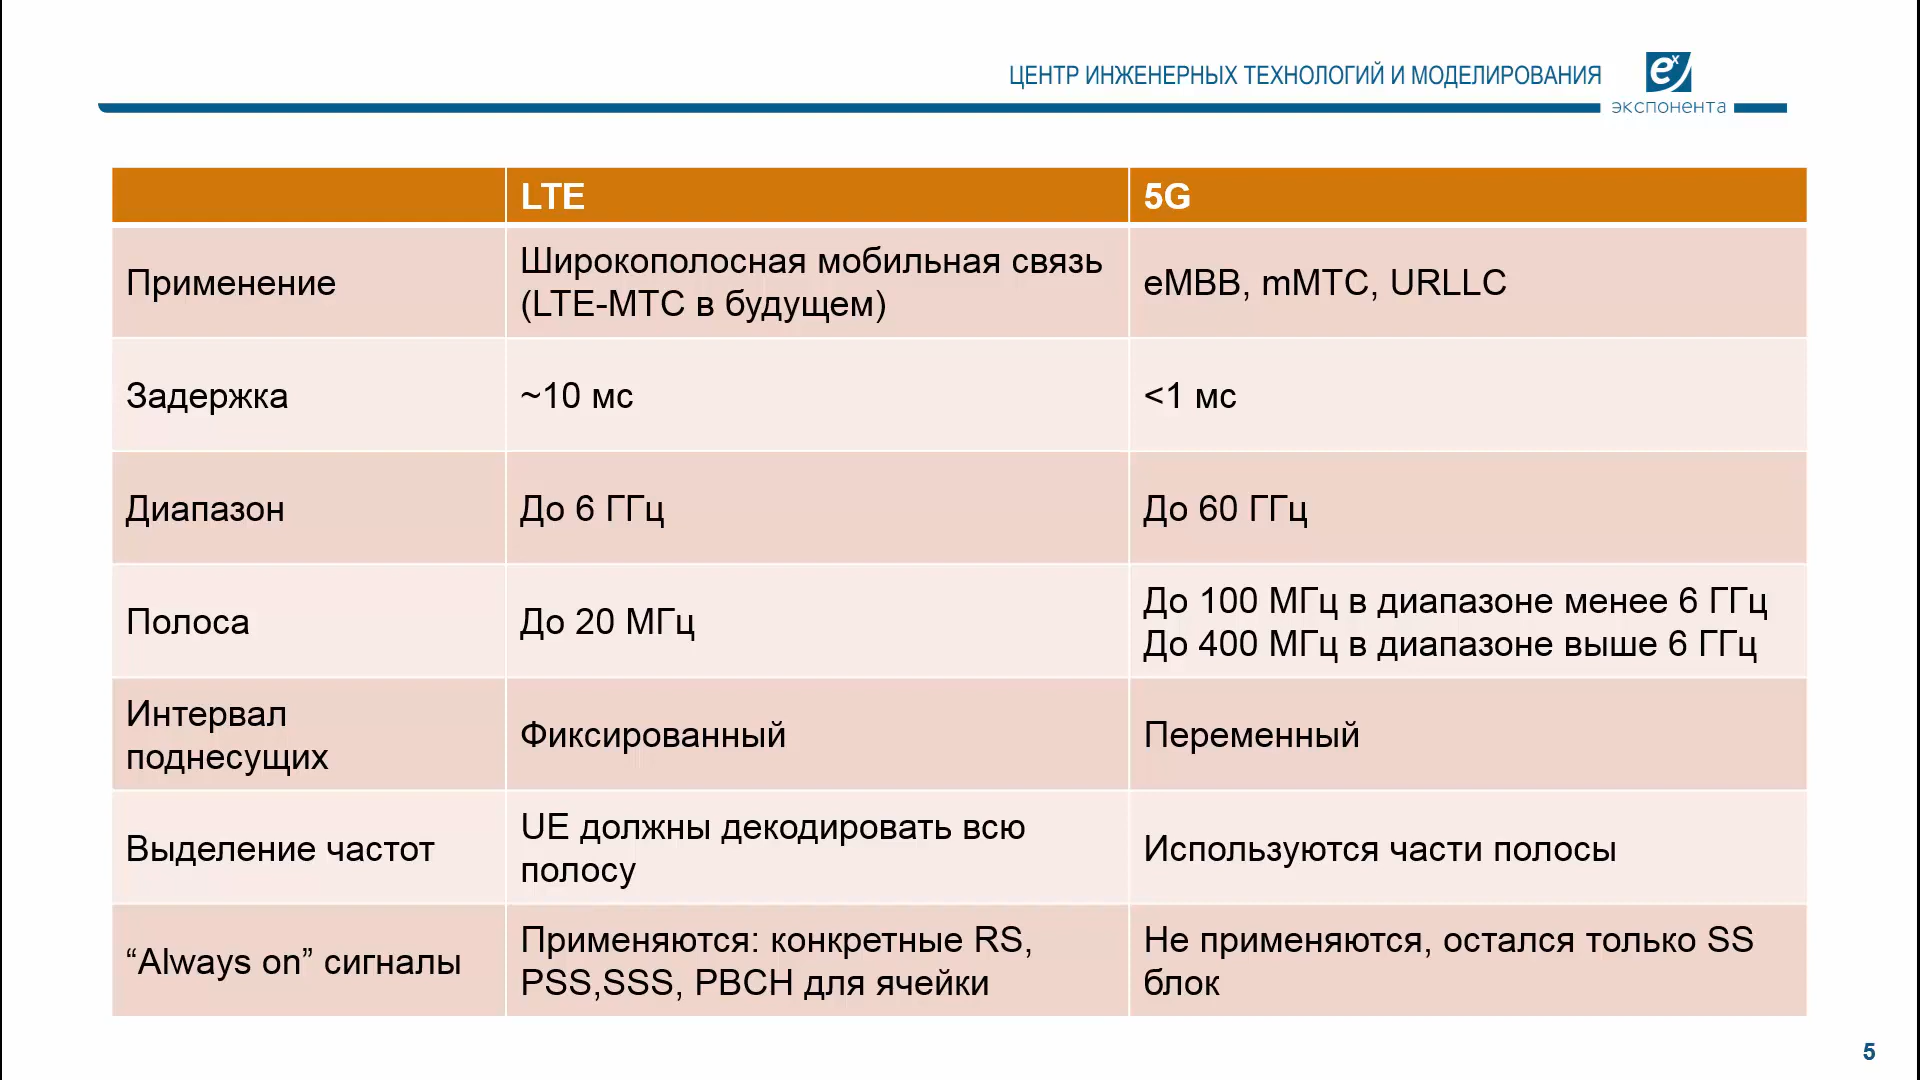 ЦЕНТР ИНЖЕНЕРНЫХ ТЕХНОЛОГИЙ И МОДЕЛИРОВАНИЯ
ex
экспонента
LTE
5G
Применение
Широкополосная мобильная связь
(LTE-MTC в будущем)
eMBB, mMTC, URLLC
Задержка
~10 мс
<1 мс
Диапазон
До 6 ГГц
До 60 ГГц
Полоса
До 20 МГц
До 100 МГц в диапазоне менее 6 ГГц
До 400 МГц в диапазоне выше 6 ГГц
Интервал
поднесущих
Фиксированный
Переменный
Выделение частот
UE должны декодировать всю
полосу
Используются части полосы
“Always on” сигналы
Применяются: конкретные RS,
PSS,SSS, PBCH для ячейки
Не применяются, остался только SS
блок
5